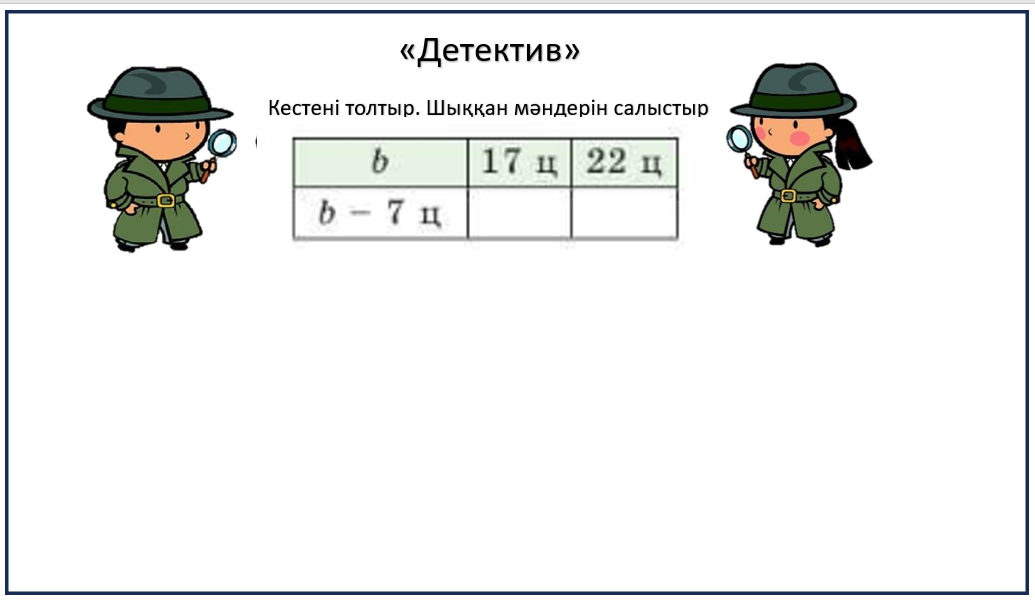 «Детектив»
Кестені толтыр. Шыққан мәндерін салыстыр
b 17 ц 22 ц
b − 7 ц